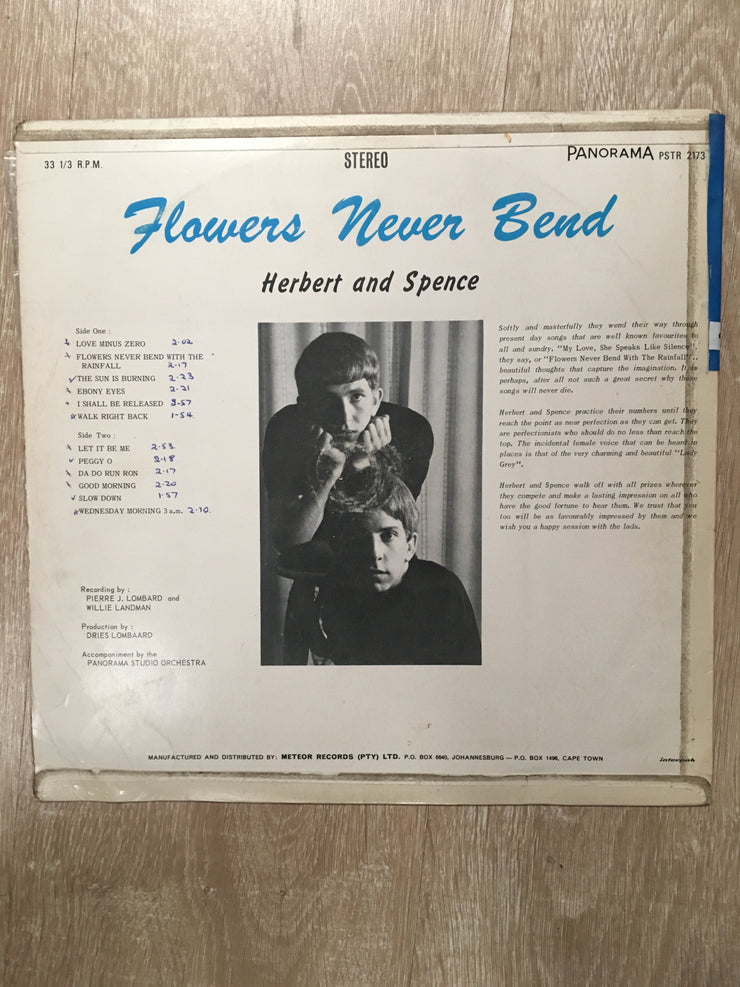 33 1/3 R.P.M.
STEREO
PANORAMA PSTR 2173
Flowers Never Bend
Herbert and Spence
Side One :
LOVE MINUS ZERO 2-02
FLOWERS NEVER BEND WITH THE
RAINFALL 2-17
THE SUN IS BURNING 2-23
EBONY EYES 2-21
I SHALL BE RELEASED 2-57
WALK RIGHT BACK 1-54
Side Two :
LET IT BE ME 2-53
PEGGY O 2-18
DA DO RUN RON 2-17
GOOD MORNING 2-20
SLOW DOWN 1-57
WEDNESDAY MORNING 3 a.m. 2-10.
Recording by :
PIERRE J. LOMBARD and
WILLIE LANDMAN
Production by :
DRIES LOMBAARD
Accompaniment by the
PANORAMA STUDIO ORCHESTRA
Softly and masterfully they wend their way through
present day songs that are well known favourites to
all and sundry. "My Love, She Speaks Like Silence",
they say, or "Flowers Never Bend With The Rainfall"..
beautiful thoughts that capture the imagination. It is
perhaps, after all not such a great secret why these
songs will never die.
Herbert and Spence practice their numbers until they
reach the point as near perfection as they can get. They
are perfectionists who should do no less than reach the
top. The incidental female voice that can be heard in
places is that of the very charming and beautiful "Lady
Grey".
Herbert and Spence walk off with all prizes wherever
they compete and make a lasting impression on all who
have the good fortune to hear them. We trust that you
too will be as favourably impressed by them and we
wish you a happy session with the lads.
MANUFACTURED AND DISTRIBUTED BY: METEOR RECORDS (PTY) LTD. P.O. BOX 6640, JOHANNESBURG — P.O. BOX 1496, CAPE TOWN
interpak